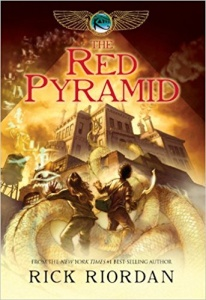 THE
RED
PYRAMID
FROM THE NEW YORK TIMES #1 BEST-SELLING AUTHOR
RICK RIORDAN